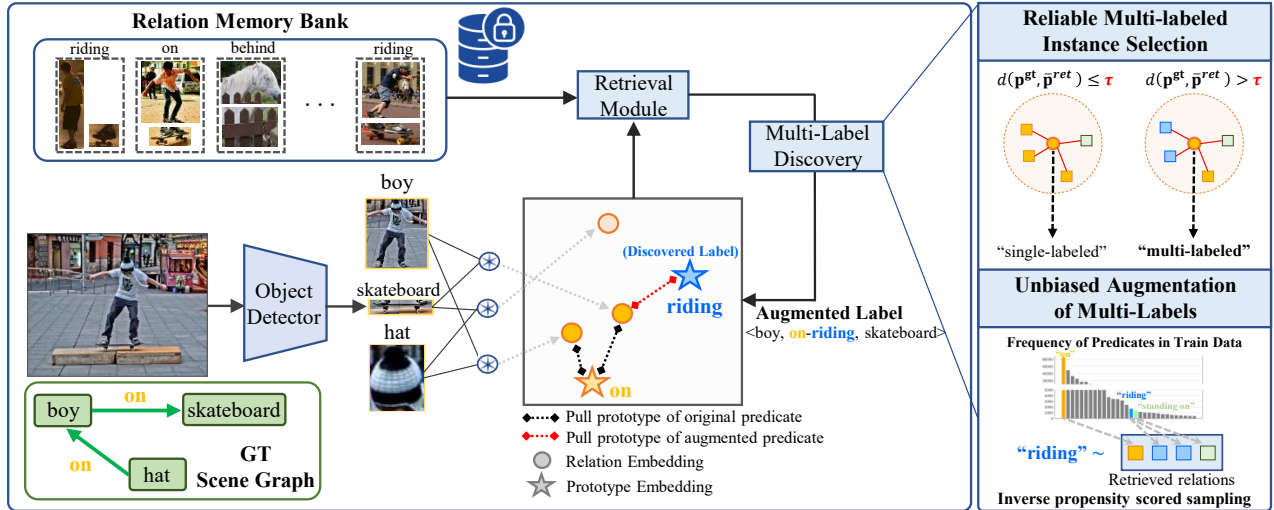 Relation Memory Bank
riding
on
behind
riding
. . .
Retrieval
Module
Multi-Label
Discovery
boy
skateboard
hat
Object
Detector
(Discovered Label)
riding
on
Augmented Label
<boy, on-riding, skateboard>
Pull prototype of original predicate
Pull prototype of augmented predicate
Relation Embedding
Prototype Embedding
boy
on
skateboard
on
hat
GT
Scene Graph
Reliable Multi-labeled
Instance Selection
d(p^gt, p̄^ret) ≤ τ
d(p^gt, p̄^ret) > τ
“single-labeled”
“multi-labeled”
Unbiased Augmentation
of Multi-Labels
Frequency of Predicates in Train Data
“on”
“riding”
“standing on”
“riding” ~
Retrieved relations
Inverse propensity scored sampling